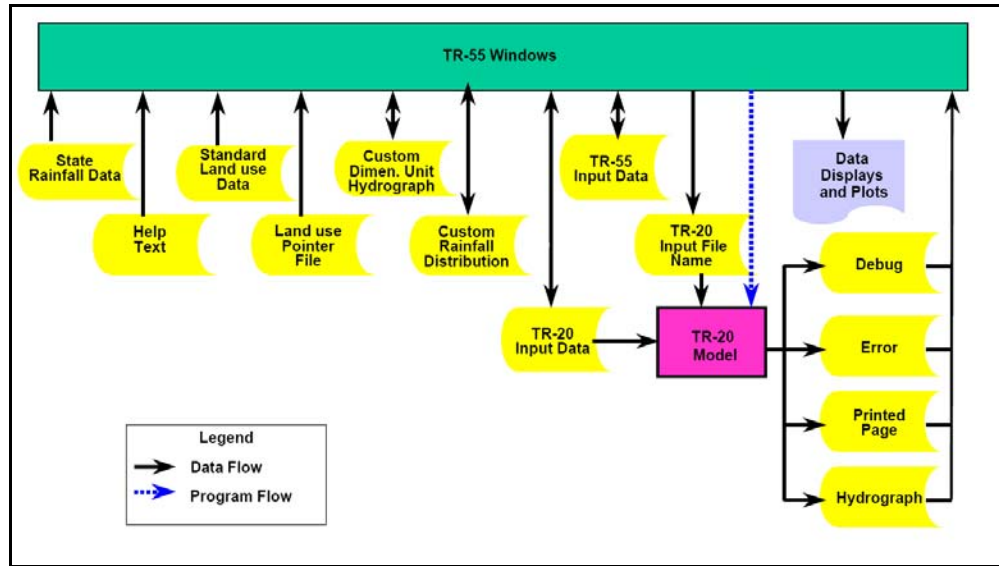 TR-55 Windows
State
Rainfall Data
Help
Text
Standard
Land use
Data
Land use
Pointer
File
Custom
Dimen. Unit
Hydrograph
Custom
Rainfall
Distribution
TR-20
Input Data
TR-55
Input Data
TR-20
Input File
Name
TR-20
Model
Data
Displays
and Plots
Debug
Error
Printed
Page
Hydrograph
Legend
Data Flow
Program Flow